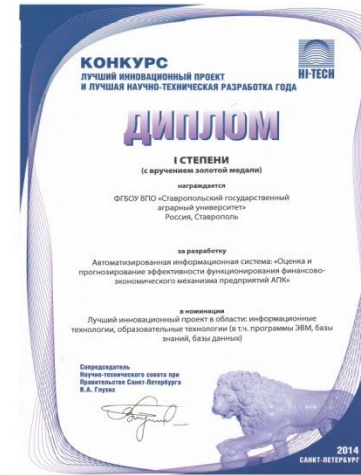 КОНКУРС
ЛУЧШИЙ ИННОВАЦИОННЫЙ ПРОЕКТ
И ЛУЧШАЯ НАУЧНО-ТЕХНИЧЕСКАЯ РАЗРАБОТКА ГОДА
HI-TECH
ДИПЛОМ
I СТЕПЕНИ
(с вручением золотой медали)
награждается
ФГБОУ ВПО «Ставропольский государственный
аграрный университет»
Россия, Ставрополь
за разработку
Автоматизированная информационная система: «Оценка и
прогнозирование эффективности функционирования финансово-
экономического механизма предприятий АПК»
в номинации
Лучший инновационный проект в области: информационные
технологии, образовательные технологии (в т.ч. программы ЭВМ, базы
знаний, базы данных)
Сопредседатель
Научно-технического совета при
Правительстве Санкт-Петербурга
В.А. Глухих
2014
САНКТ-ПЕТЕРБУРГ